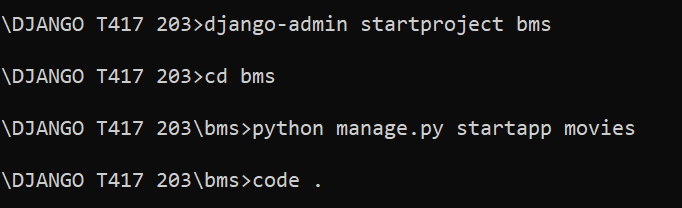 \DJANGO T417 203>django-admin startproject bms
\DJANGO T417 203>cd bms
\DJANGO T417 203\bms>python manage.py startapp movies
\DJANGO T417 203\bms>code .